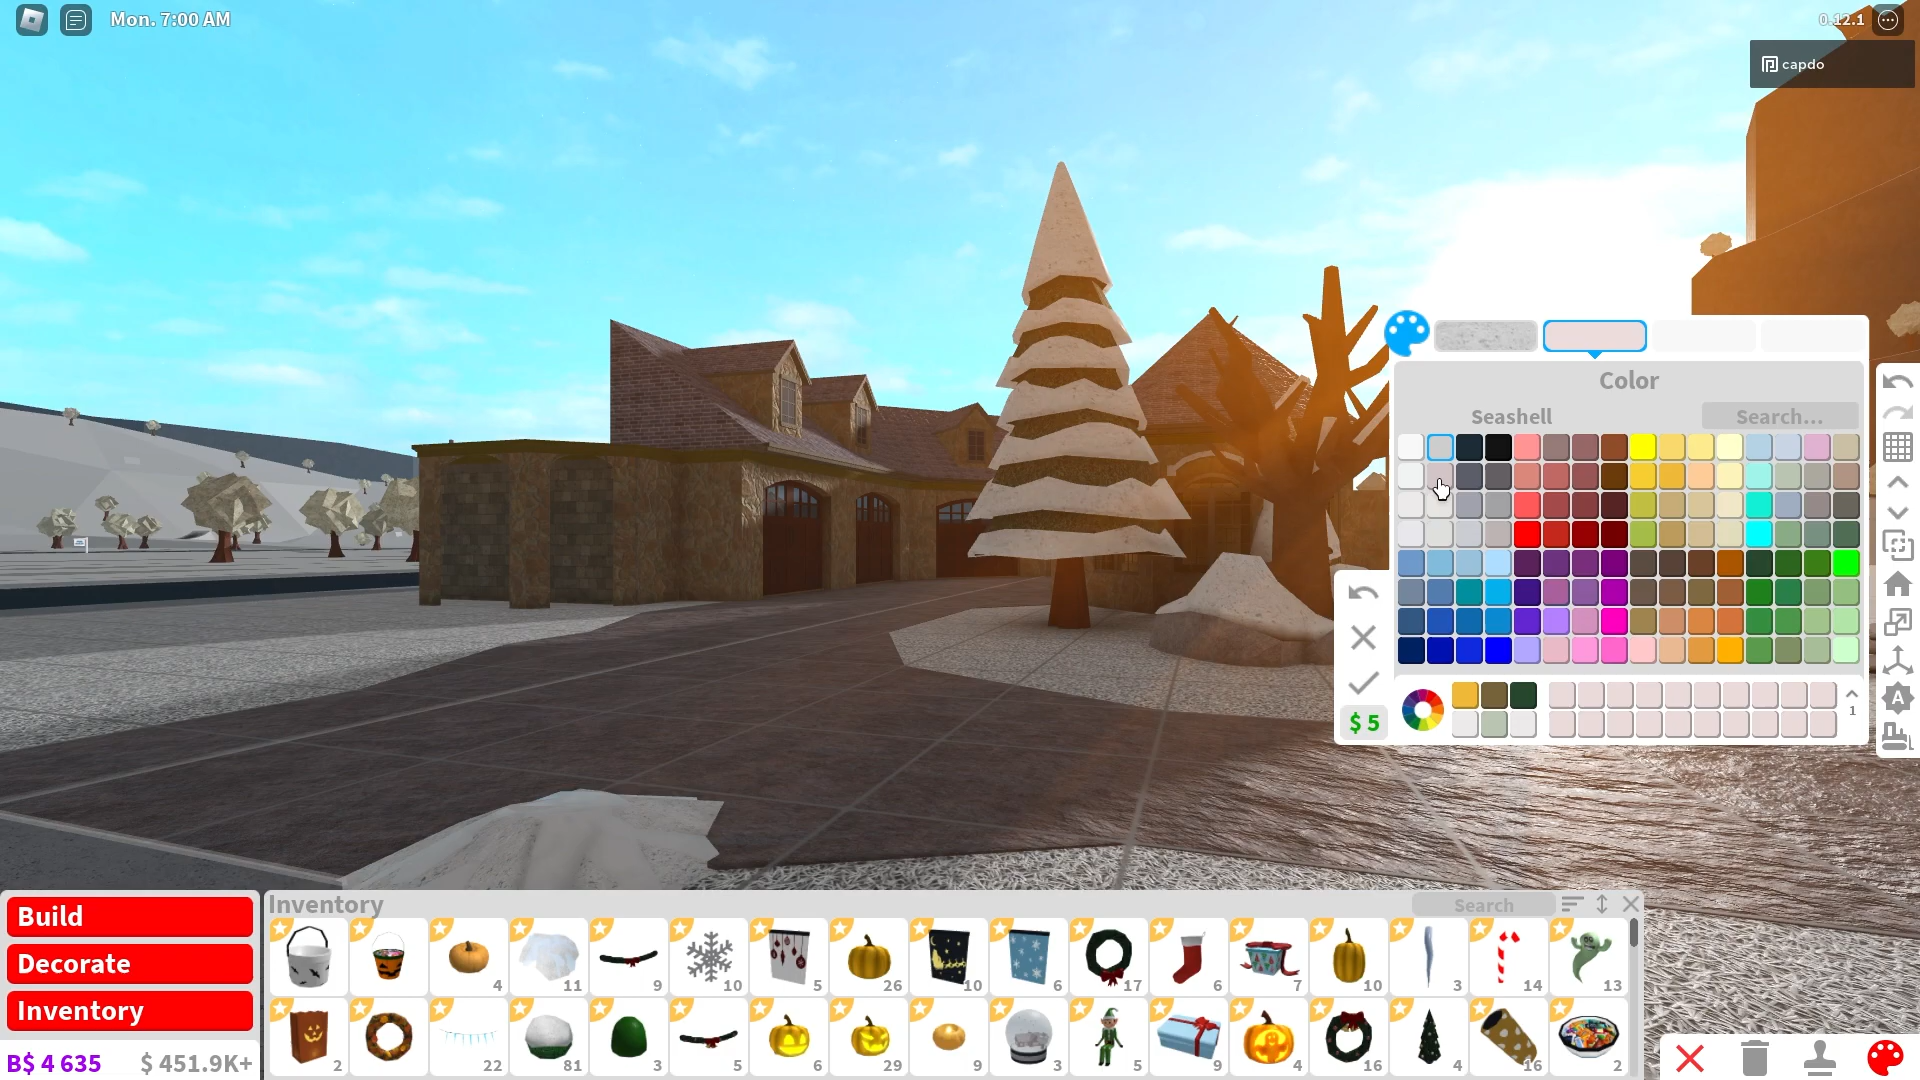 Mon. 7:00 AM
0.12.1
capdo
Color
Seashell
Search...
$ 5
1
A
Build
Decorate
Inventory
B$ 4 635
$ 451.9K+
Inventory
Search
4
11
9
10
5
26
10
6
17
6
7
10
3
14
13
2
22
81
3
5
6
29
9
3
5
9
4
16
4
16
2